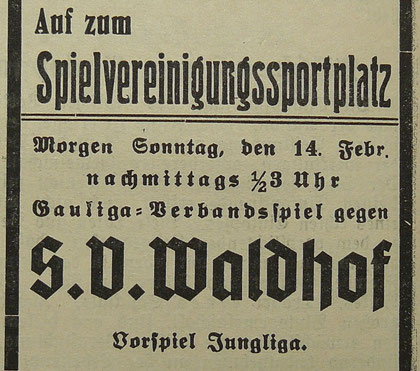 Auf zum
Spielvereinigungssportplatz
Morgen Sonntag, den 14. Febr.
nachmittags ½3 Uhr
Gauliga=Verbandsspiel gegen
S.V. Waldhof
Vorspiel Jungliga.